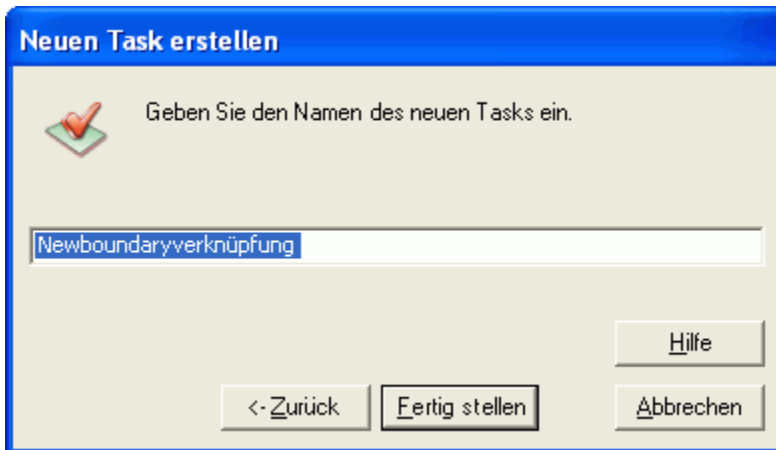 Neuen Task erstellen
Geben Sie den Namen des neuen Tasks ein.
Newboundaryverknüpfung
Hilfe
<-Zurück
Fertig stellen
Abbrechen